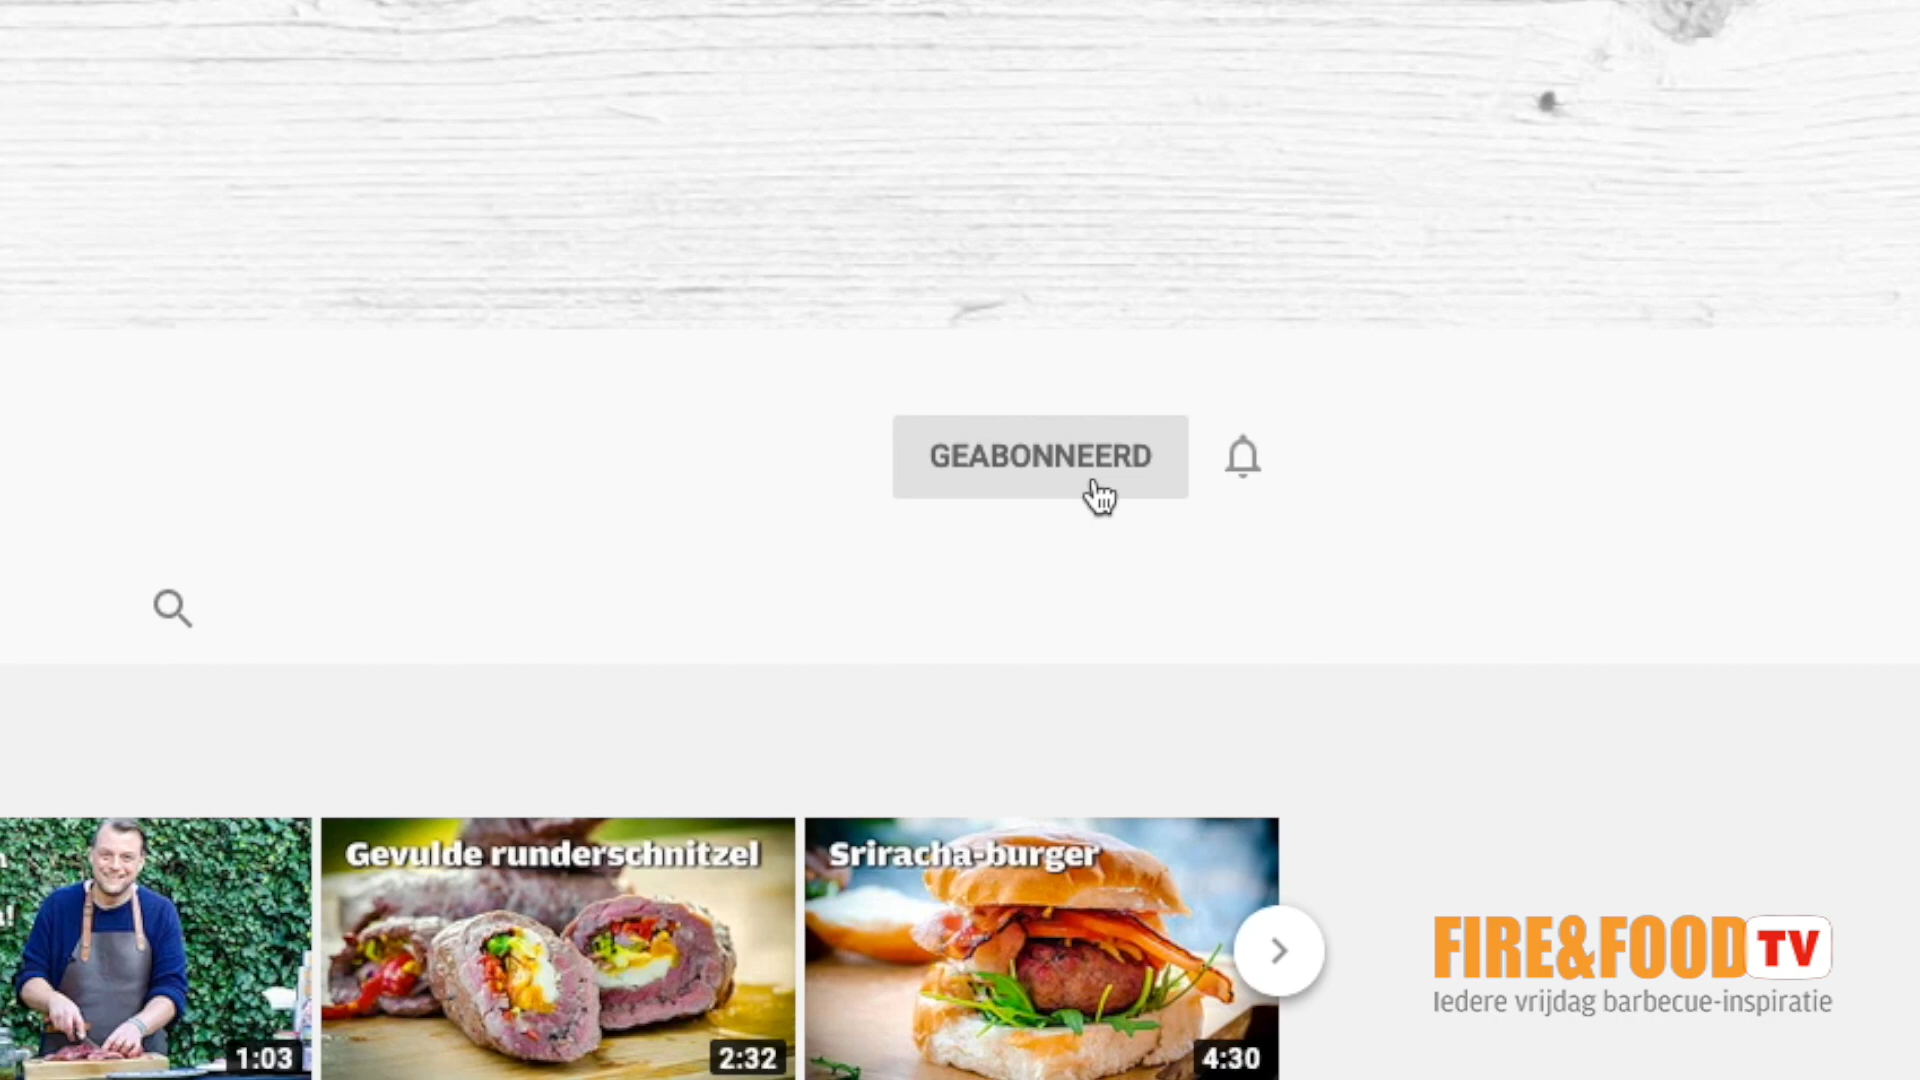 GEABONNEERD
Gevulde runderschnitzel
Sriracha-burger
FIRE&FOOD TV
Iedere vrijdag barbecue-inspiratie
1:03
2:32
4:30